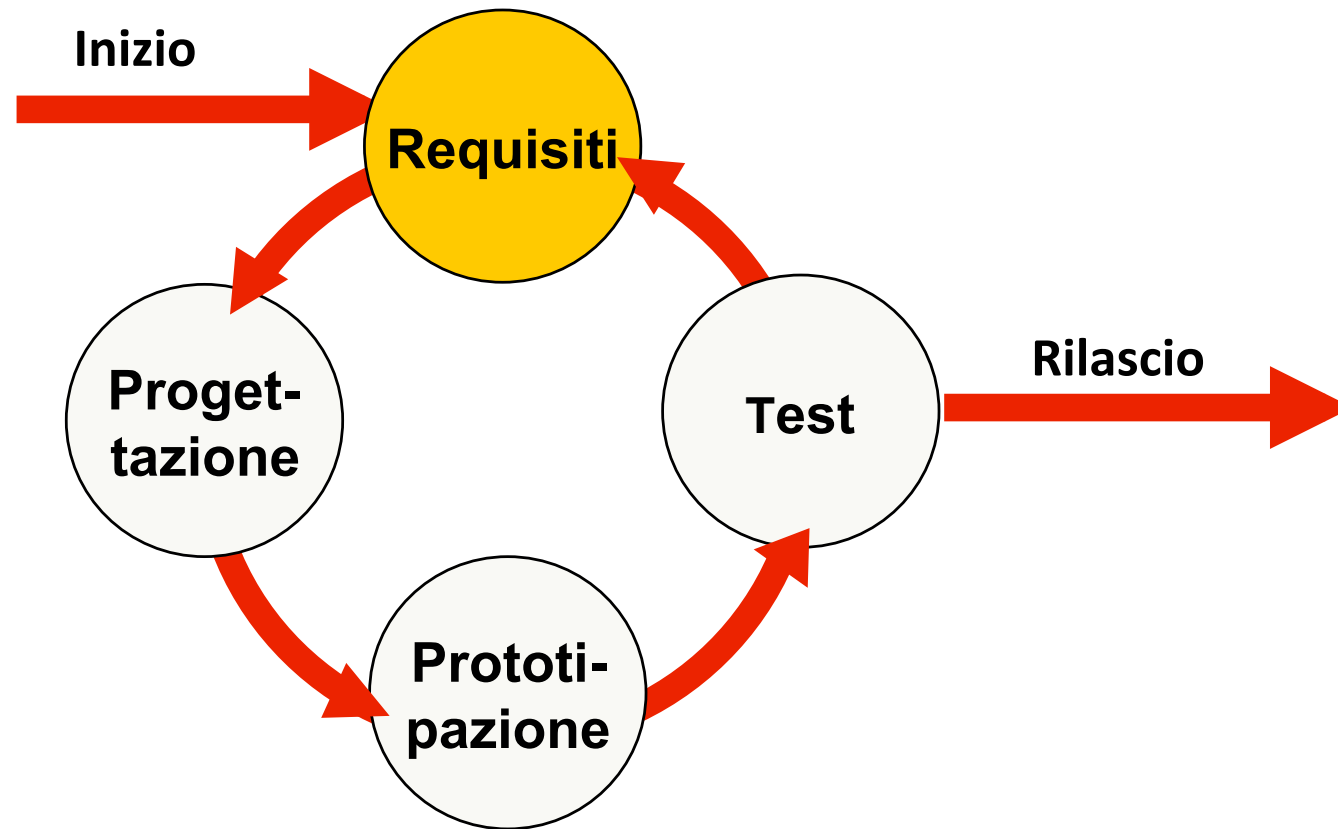 Inizio
Requisiti
Proget-
tazione
Test
Rilascio
Prototi-
pazione